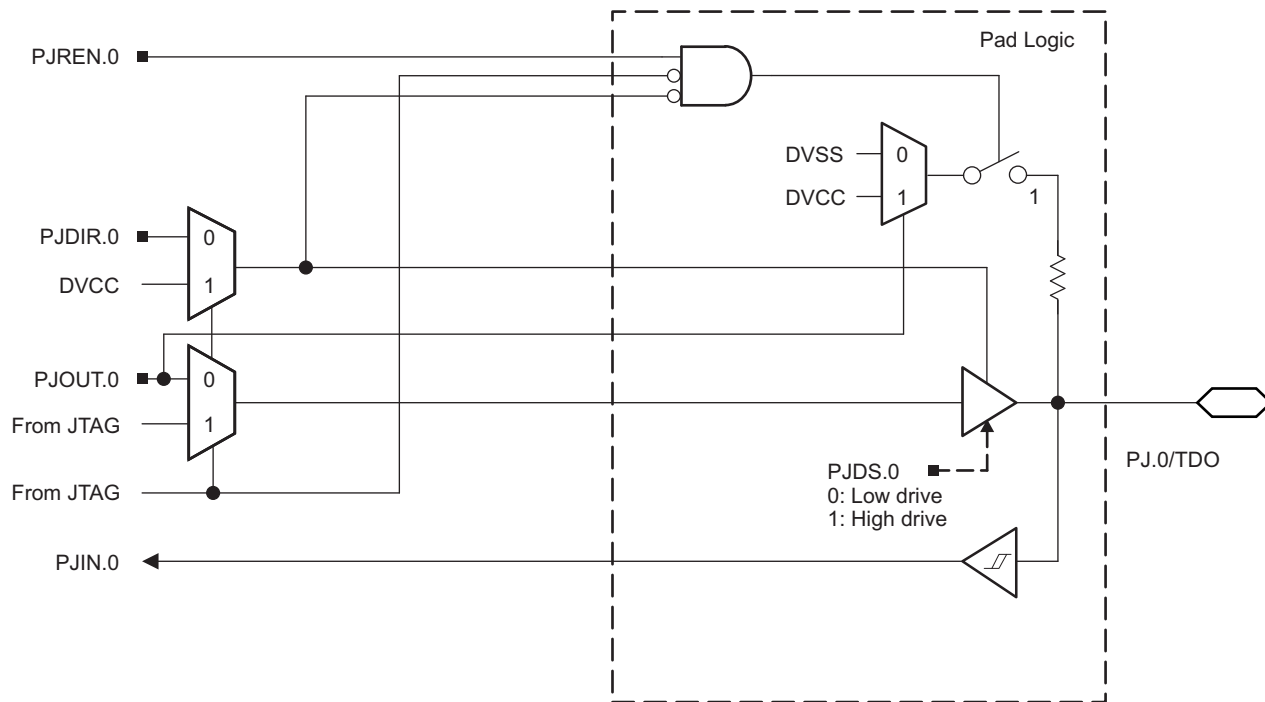 Pad Logic
PJREN.0
DVSS
0
DVCC
1
1
PJDIR.0
0
DVCC
1
PJOUT.0
0
From JTAG
1
PJDS.0
0: Low drive
1: High drive
PJ.0/TDO
From JTAG
PJIN.0